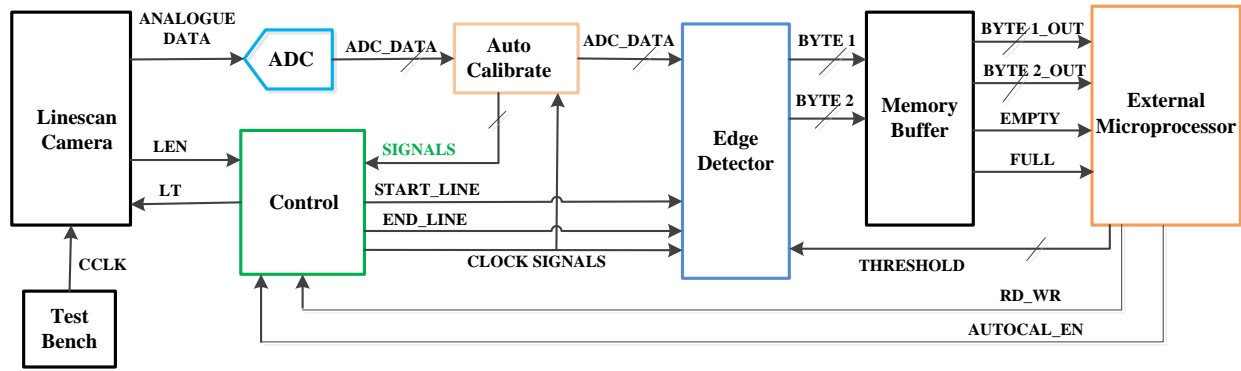 ANALOGUE
DATA
ADC
ADC_DATA
Auto
Calibrate
ADC_DATA
BYTE 1
BYTE 2
Memory
Buffer
BYTE 1_OUT
BYTE 2_OUT
EMPTY
FULL
External
Microprocessor
Linescan
Camera
LEN
LT
SIGNALS
Control
START_LINE
END_LINE
CLOCK SIGNALS
Edge
Detector
THRESHOLD
RD_WR
AUTOCAL_EN
CCLK
Test
Bench